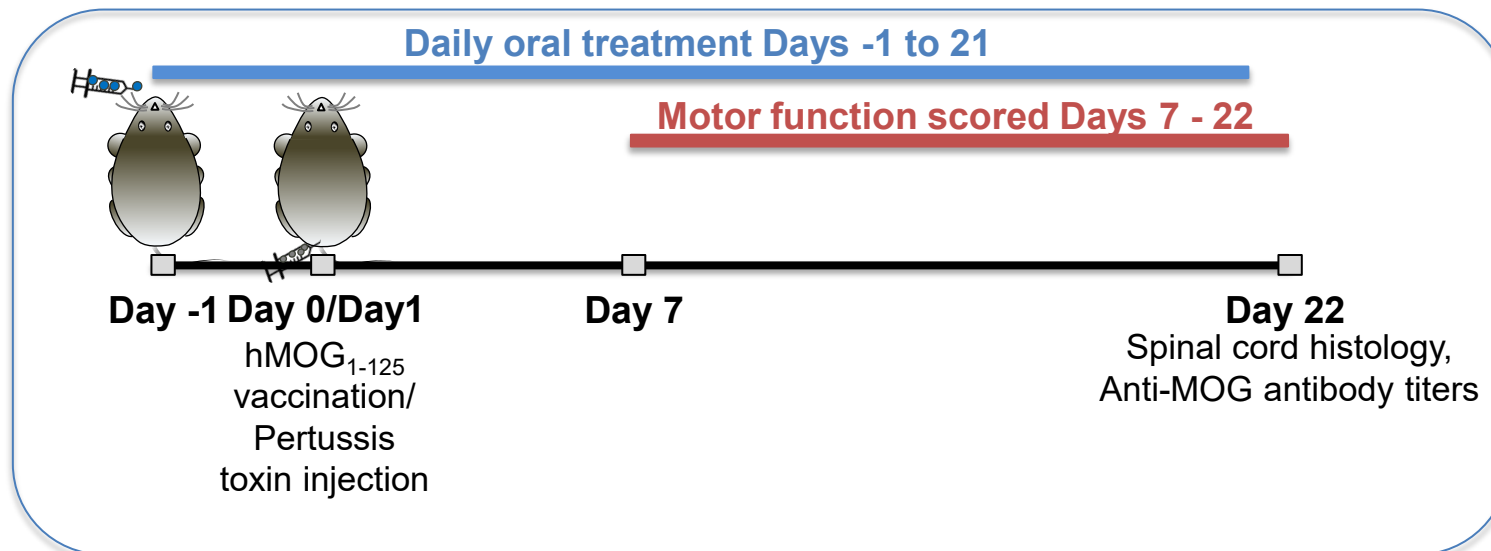 Daily oral treatment Days -1 to 21
Motor function scored Days 7 - 22
Day -1
Day 0/Day1
Day 7
Day 22
hMOG1-125
vaccination/
Pertussis
toxin injection
Spinal cord histology,
Anti-MOG antibody titers